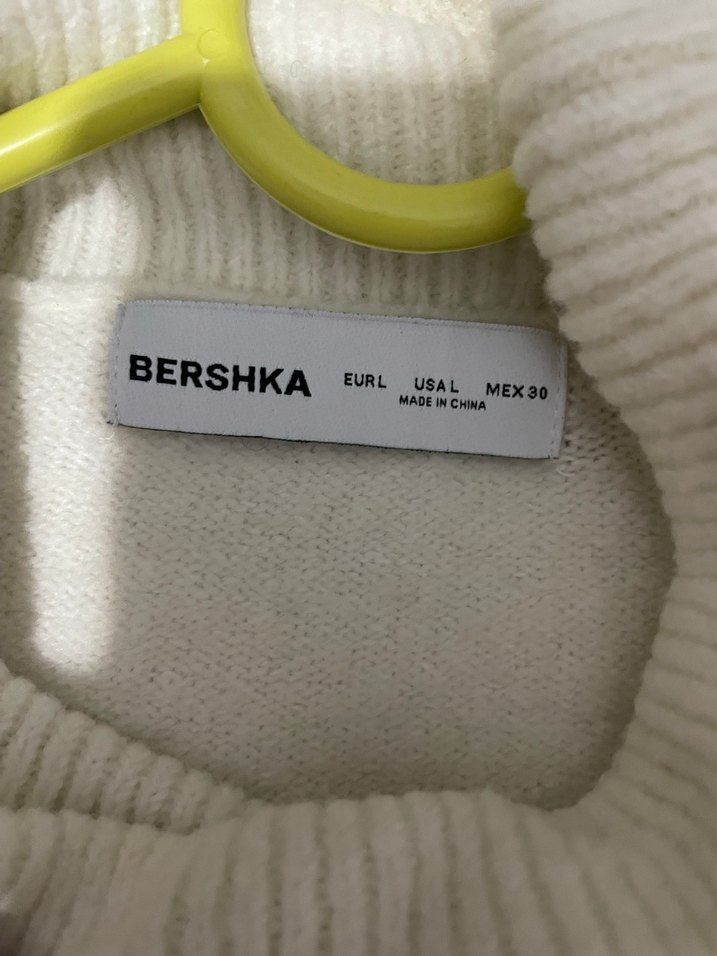 BERSHKA EUR L USA L MEX 30
MADE IN CHINA